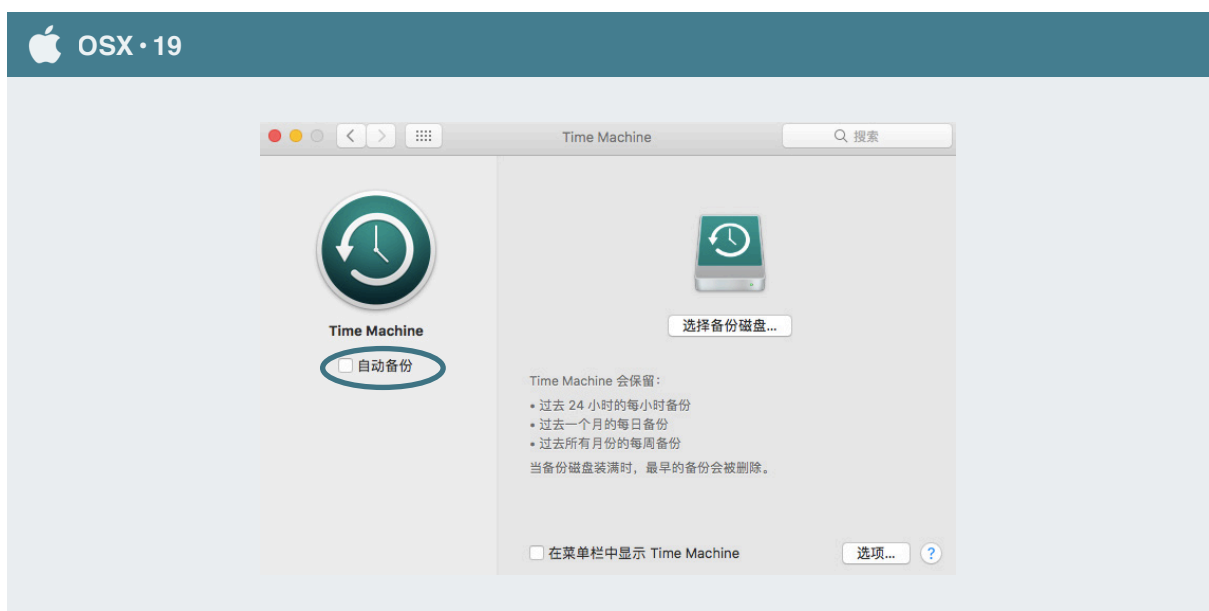 OSX·19
Time Machine
搜索
Time Machine
自动备份
选择备份磁盘...
Time Machine 会保留:
• 过去 24 小时的每小时备份
• 过去一个月的每日备份
• 过去所有月份的每周备份
当备份磁盘装满时，最早的备份会被删除。
在菜单栏中显示 Time Machine
选项...
?